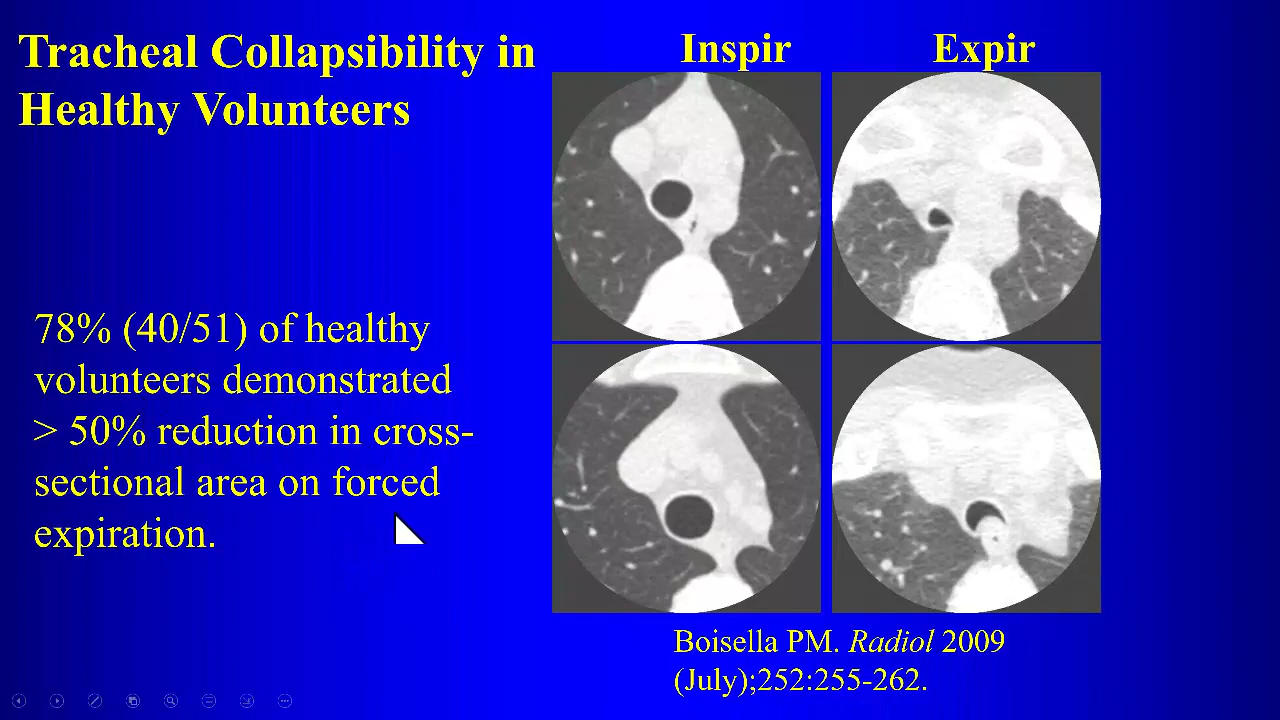 Tracheal Collapsibility in
Healthy Volunteers
Inspir
Expir
78% (40/51) of healthy
volunteers demonstrated
> 50% reduction in cross-
sectional area on forced
expiration.
Boisella PM. Radiol 2009
(July);252:255-262.